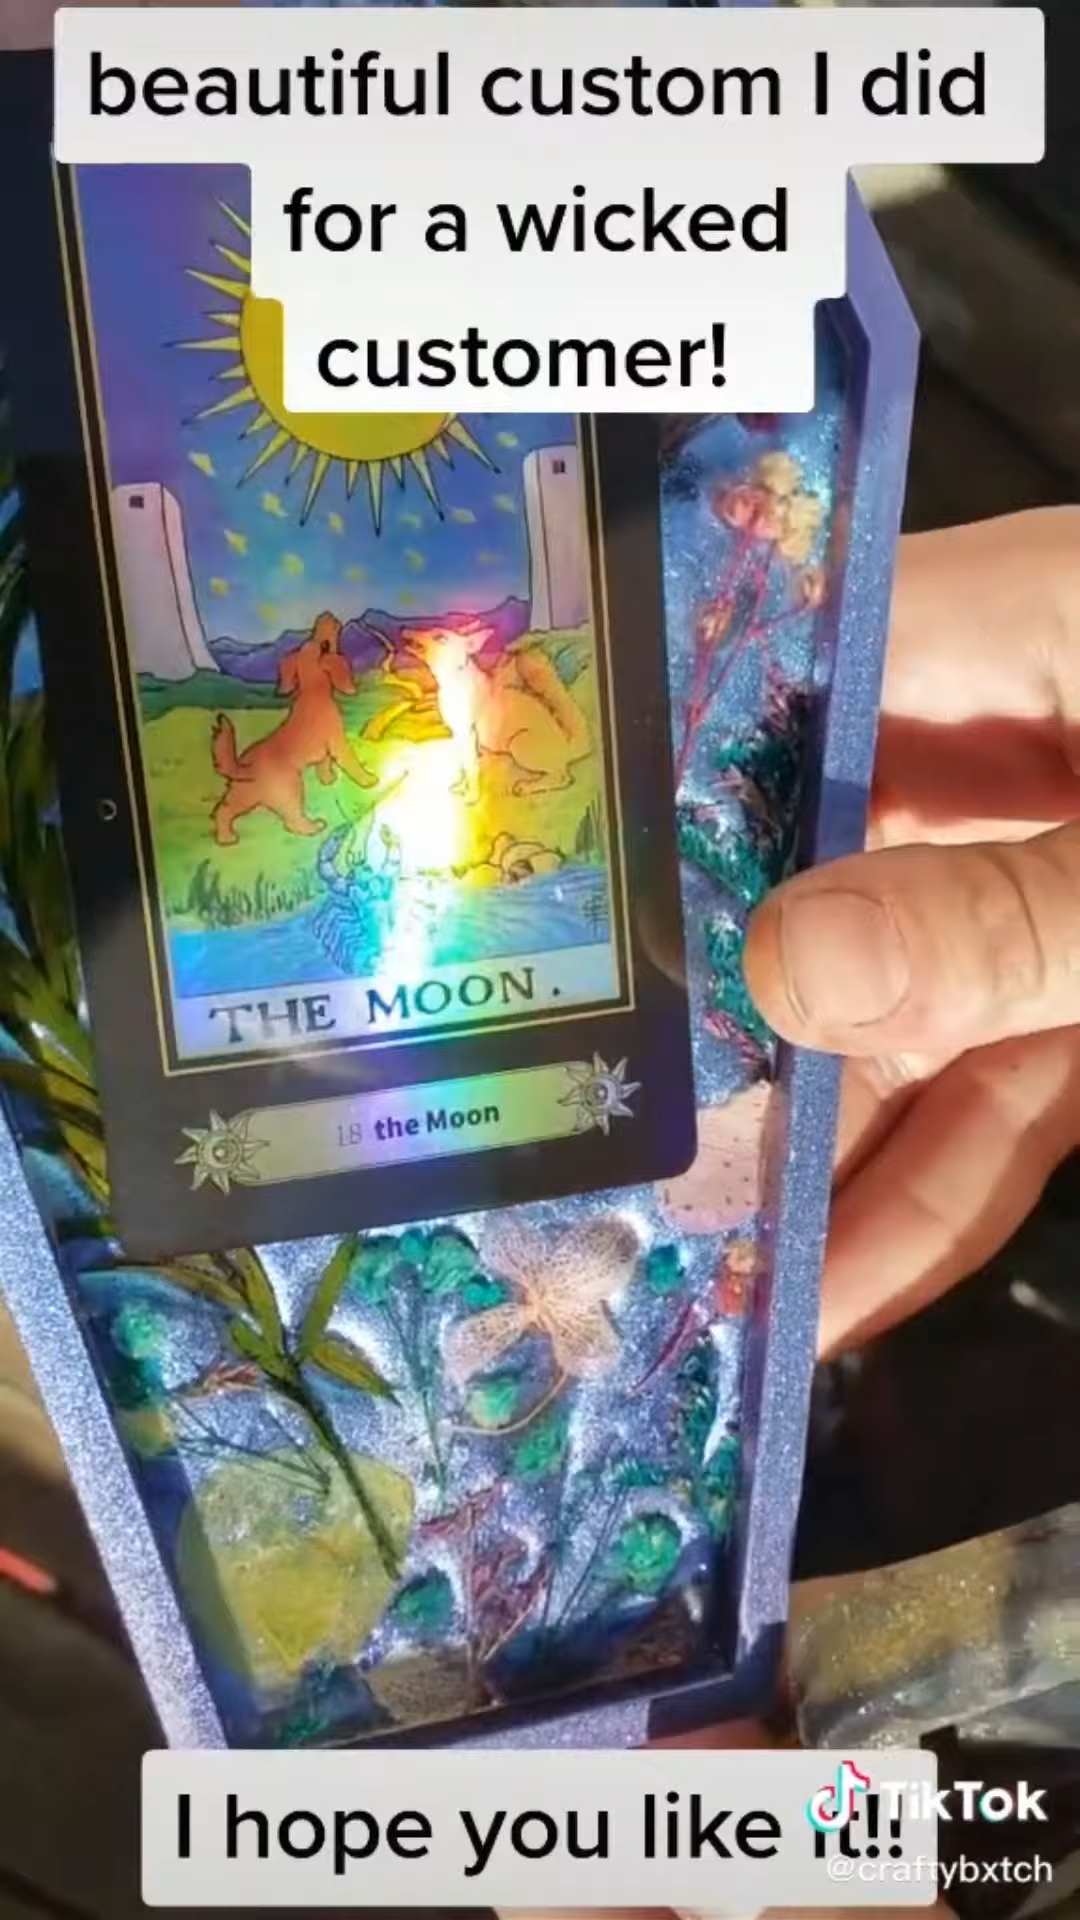 beautiful custom I did
for a wicked
customer!
THE MOON.
18 the Moon
I hope you like it!!
TikTok
@craftybxtch